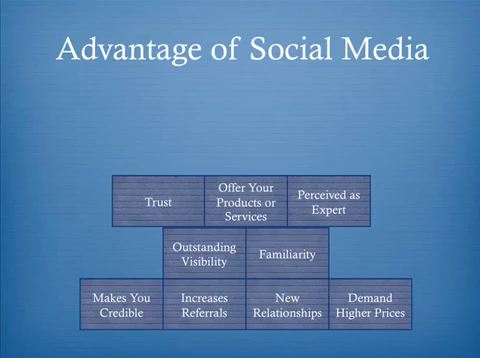 Advantage of Social Media
Trust
Offer Your
Products or
Services
Perceived as
Expert
Outstanding
Visibility
Familiarity
Makes You
Credible
Increases
Referrals
New
Relationships
Demand
Higher Prices